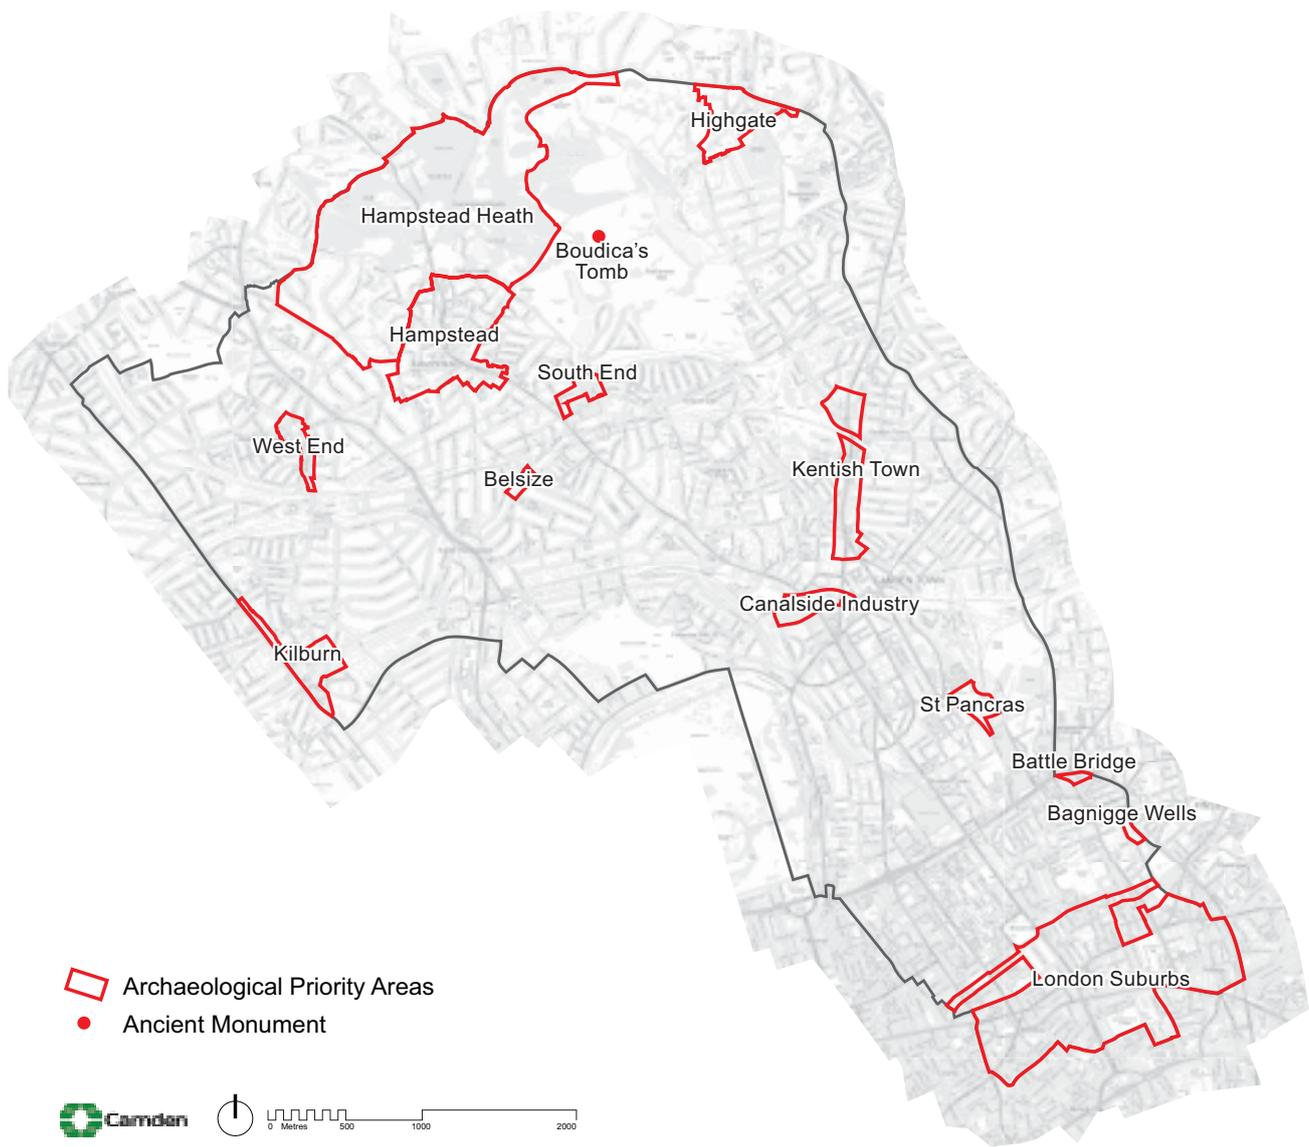 Highgate
Hampstead Heath
Boudica's
Tomb
Hampstead
South End
West End
Belsize
Kentish Town
Canalside Industry
Kilburn
St Pancras
Battle Bridge
Bagnigge Wells
London Suburbs
Archaeological Priority Areas
Ancient Monument
Camden
0 Metres 500 1000 2000